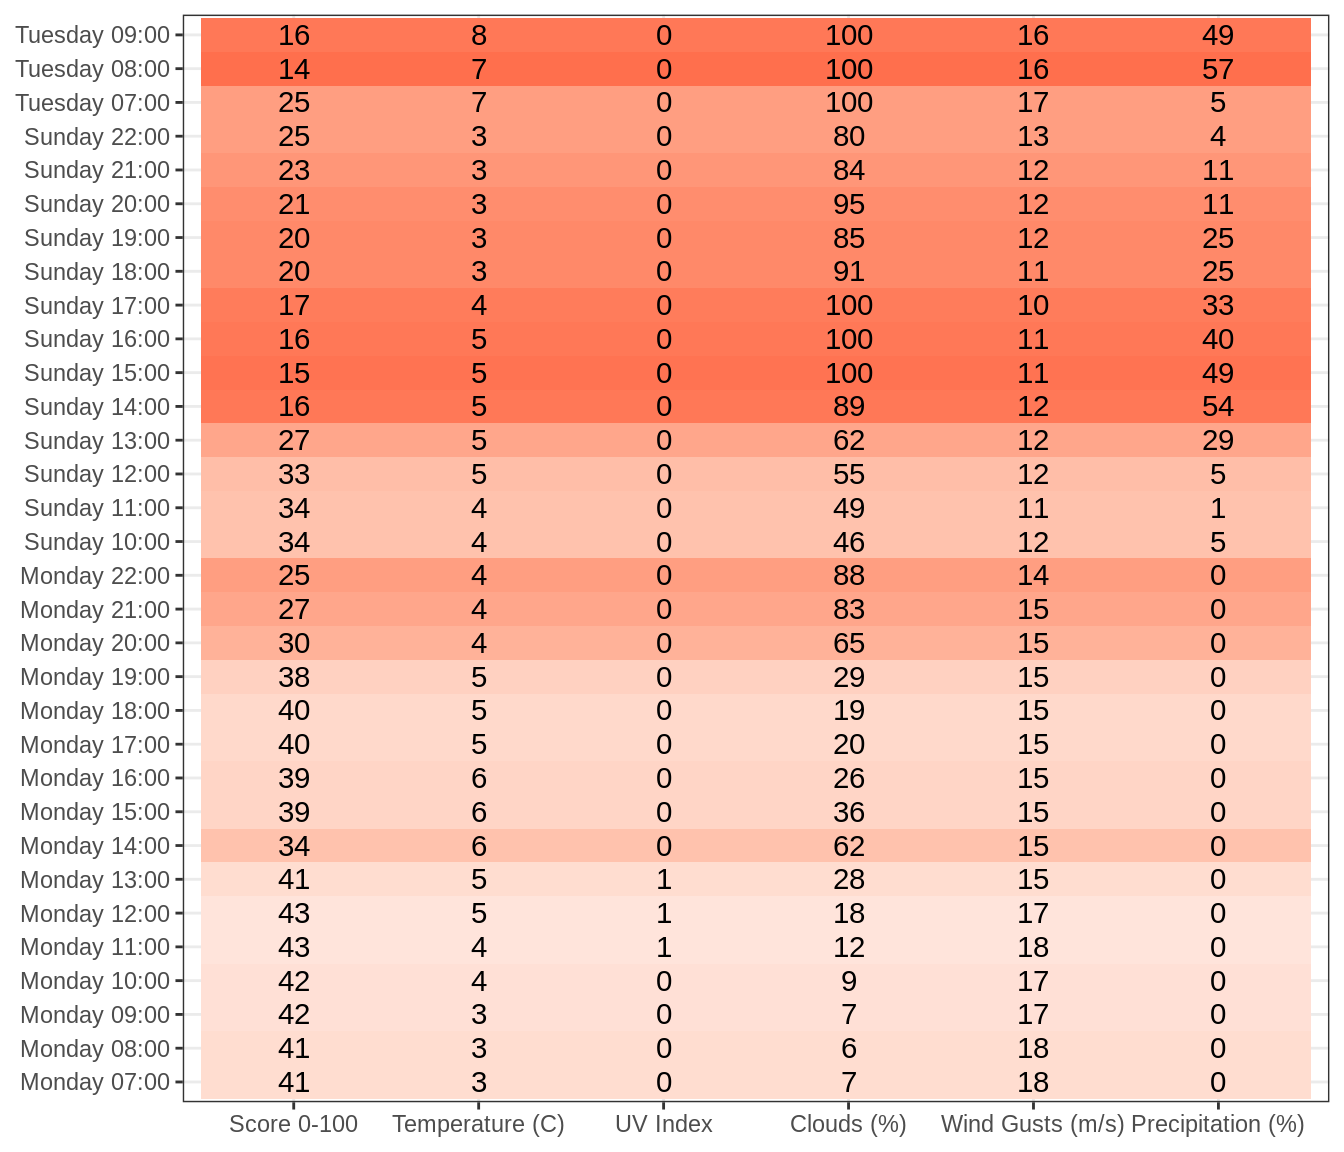 Tuesday 09:00 16 8 0 100 16 49
Tuesday 08:00 14 7 0 100 16 57
Tuesday 07:00 25 7 0 100 17 5
Sunday 22:00 25 3 0 80 13 4
Sunday 21:00 23 3 0 84 12 11
Sunday 20:00 21 3 0 95 12 11
Sunday 19:00 20 3 0 85 12 25
Sunday 18:00 20 3 0 91 11 25
Sunday 17:00 17 4 0 100 10 33
Sunday 16:00 16 5 0 100 11 40
Sunday 15:00 15 5 0 100 11 49
Sunday 14:00 16 5 0 89 12 54
Sunday 13:00 27 5 0 62 12 29
Sunday 12:00 33 5 0 55 12 5
Sunday 11:00 34 4 0 49 11 1
Sunday 10:00 34 4 0 46 12 5
Monday 22:00 25 4 0 88 14 0
Monday 21:00 27 4 0 83 15 0
Monday 20:00 30 4 0 65 15 0
Monday 19:00 38 5 0 29 15 0
Monday 18:00 40 5 0 19 15 0
Monday 17:00 40 5 0 20 15 0
Monday 16:00 39 6 0 26 15 0
Monday 15:00 39 6 0 36 15 0
Monday 14:00 34 6 0 62 15 0
Monday 13:00 41 5 1 28 15 0
Monday 12:00 43 5 1 18 17 0
Monday 11:00 43 4 1 12 18 0
Monday 10:00 42 4 0 9 17 0
Monday 09:00 42 3 0 7 17 0
Monday 08:00 41 3 0 6 18 0
Monday 07:00 41 3 0 7 18 0
Score 0-100 Temperature (C) UV Index Clouds (%) Wind Gusts (m/s) Precipitation (%)